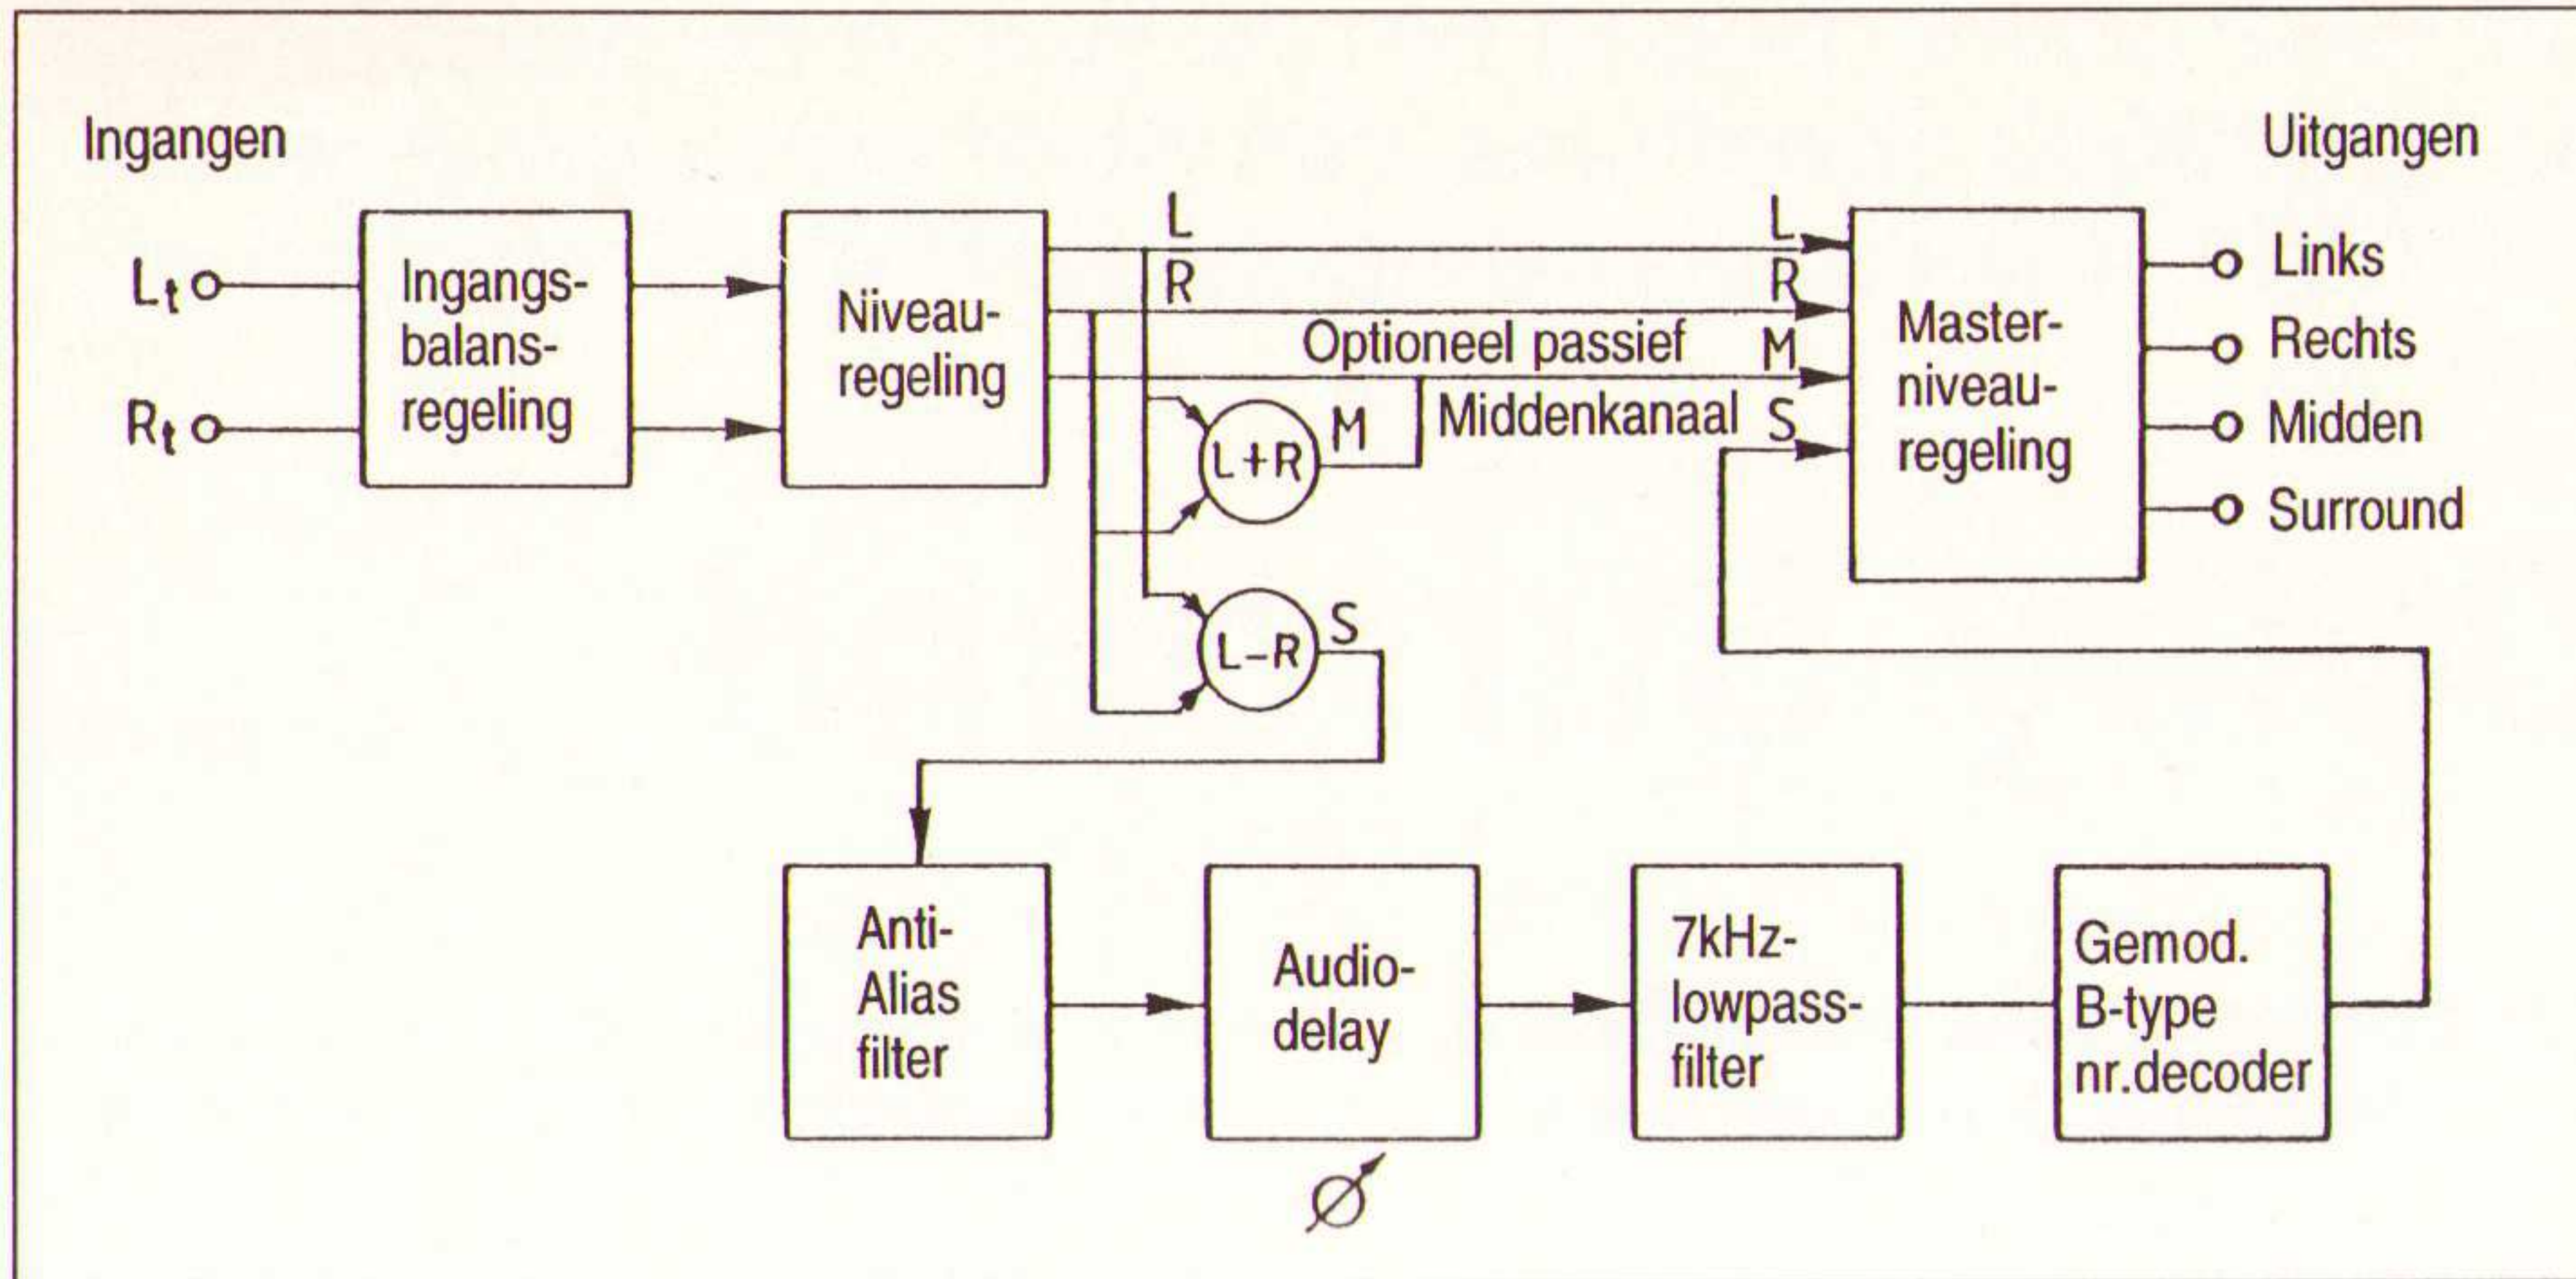 Ingangen
Uitgangen
Lt
Rt
Ingangs-
balans-
regeling
Niveau-
regeling
L
R
L
R
Optioneel passief
M
Middenkanaal
S
L+R
M
L–R
S
Master-
niveau-
regeling
Links
Rechts
Midden
Surround
Anti-
Alias
filter
Audio-
delay
7kHz-
lowpass-
filter
Gemod.
B-type
nr.decoder